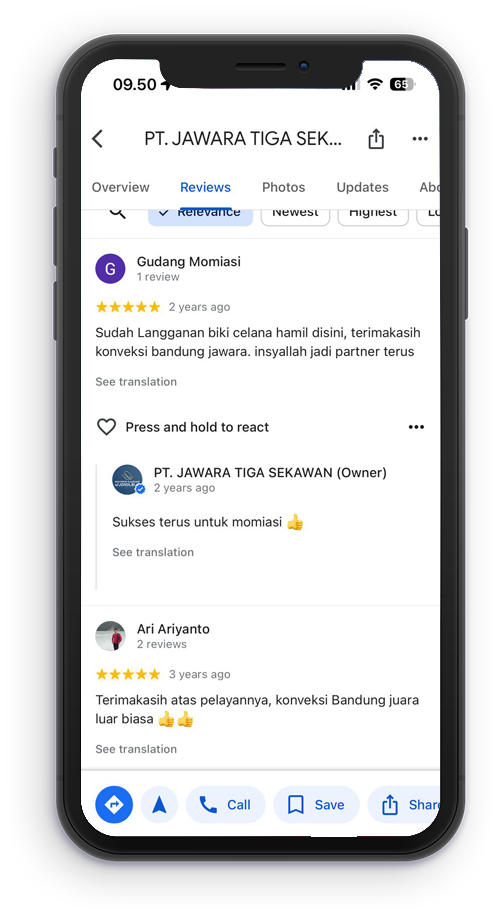 09.50
65
PT. JAWARA TIGA SEK...
Overview Reviews Photos Updates
Relevance Newest Highest
G
Gudang Momiasi
1 review
2 years ago
Sudah Langganan biki celana hamil disini, terimakasih
konveksi bandung jawara. insyallah jadi partner terus
See translation
Press and hold to react
PT. JAWARA TIGA SEKAWAN (Owner)
2 years ago
Sukses terus untuk momiasi 👍
See translation
Ari Ariyanto
2 reviews
3 years ago
Terimakasih atas pelayannya, konveksi Bandung juara
luar biasa 👍👍
See translation
Call Save Share